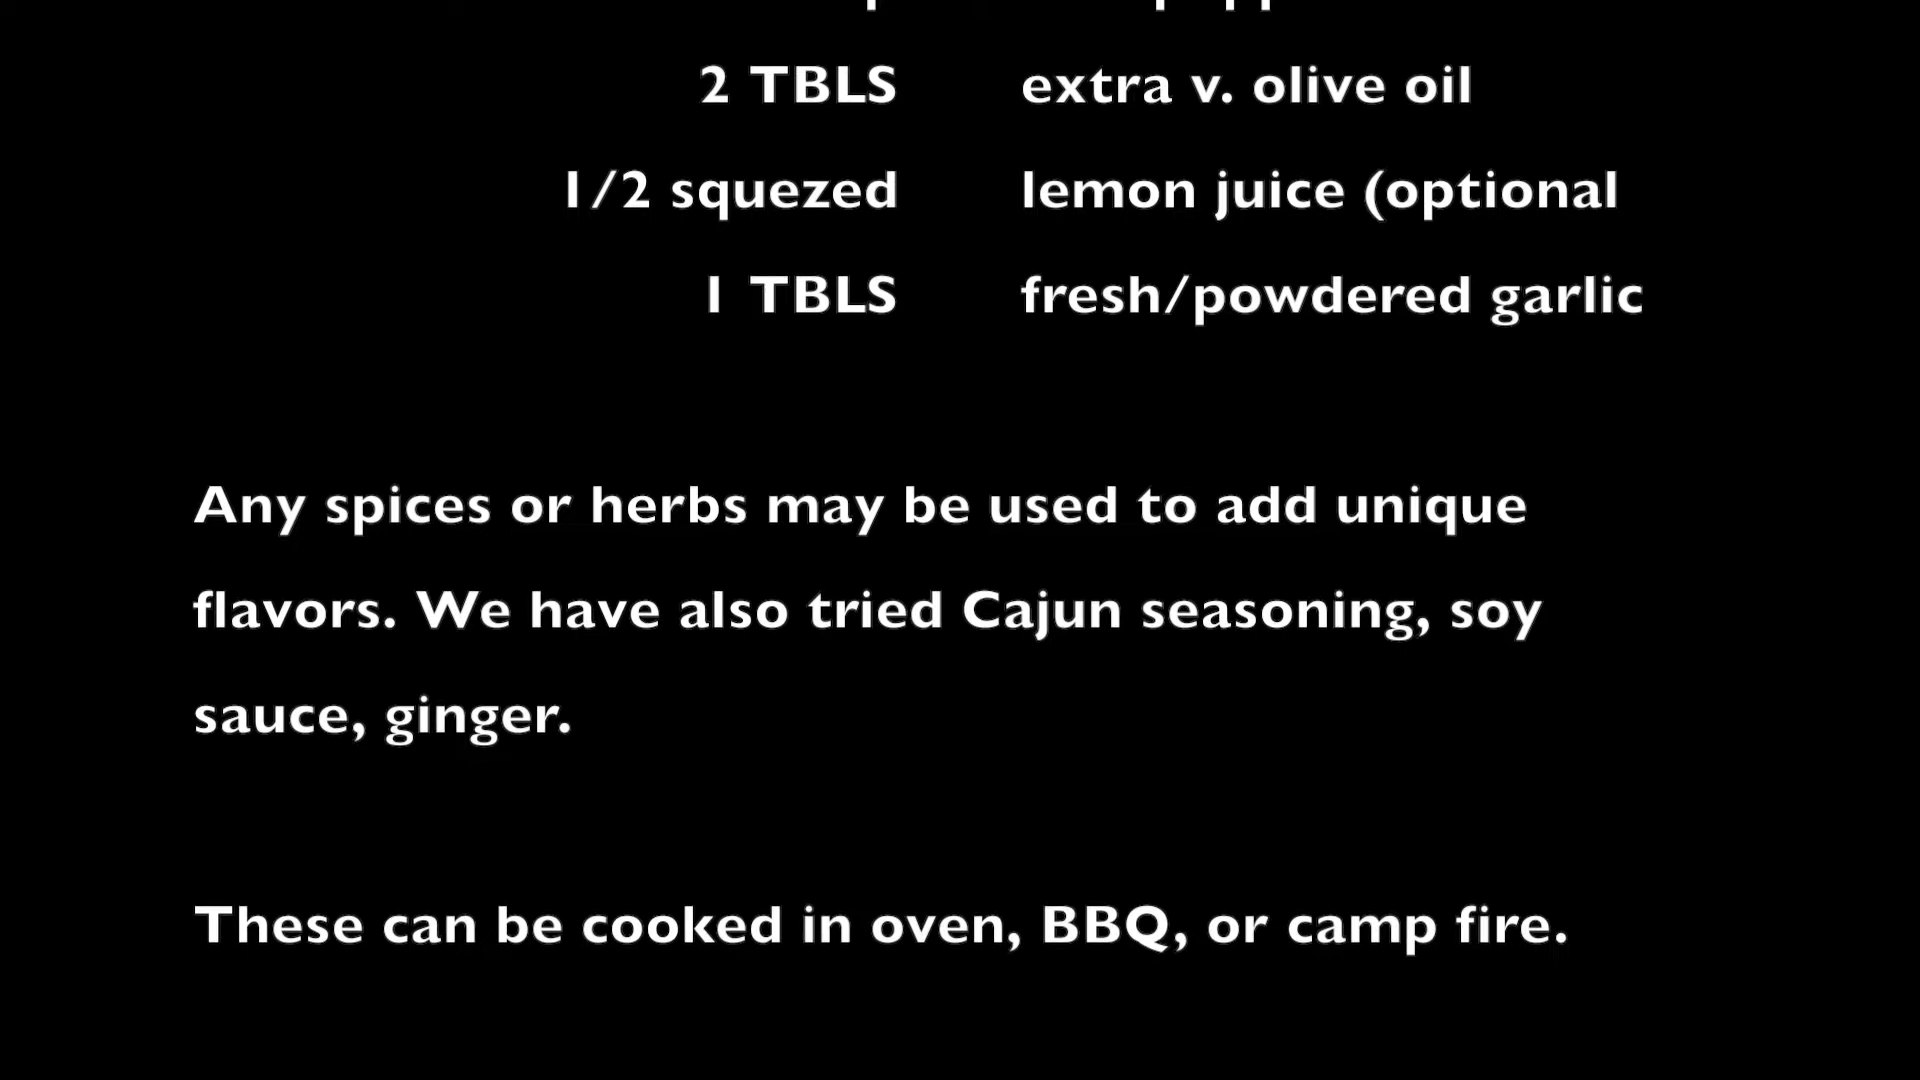 2 TBLS extra v. olive oil
1/2 squezed lemon juice (optional
1 TBLS fresh/powdered garlic
Any spices or herbs may be used to add unique
flavors. We have also tried Cajun seasoning, soy
sauce, ginger.
These can be cooked in oven, BBQ, or camp fire.